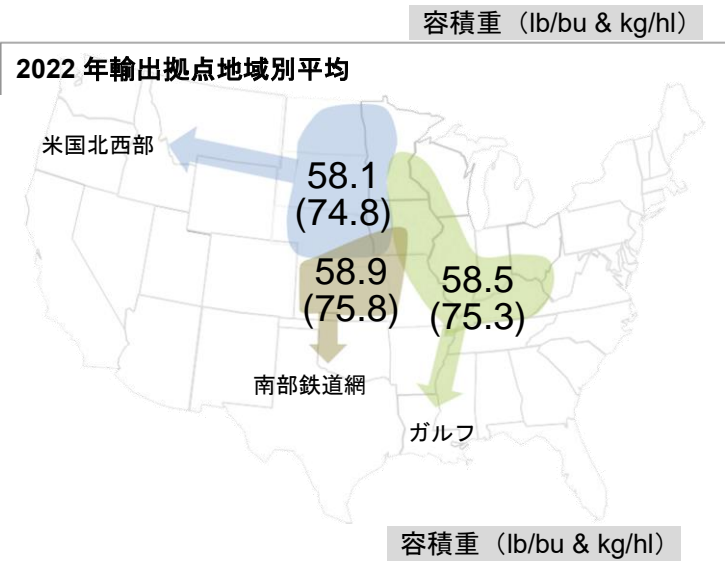 容積重（lb/bu & kg/hl）
2022 年輸出拠点地域別平均
米国北西部
58.1
(74.8)
58.9
(75.8)
58.5
(75.3)
南部鉄道網
ガルフ
容積重（lb/bu & kg/hl）